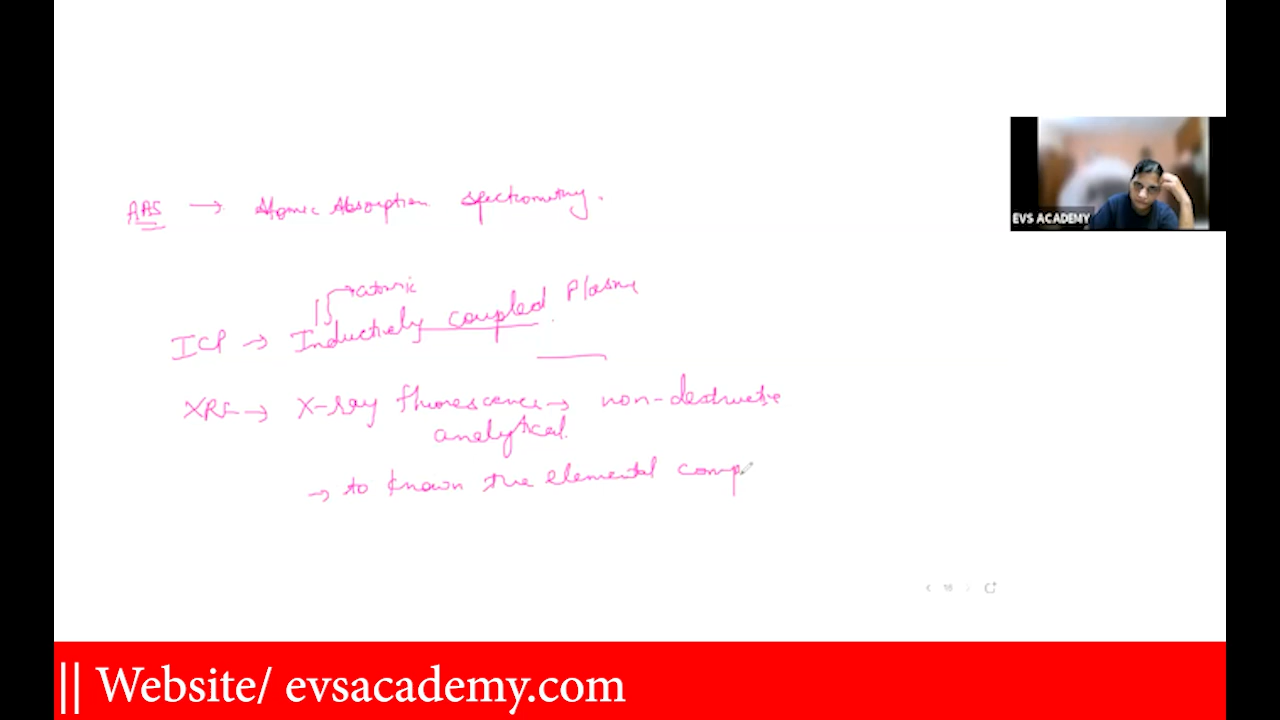 AAS → Atomic Absorption spectrometry.
EVS ACADEMY
atomic
ICP → Inductively coupled Plasma
XRF → X-ray fluorescence → non-destructive
analytical.
→ to known the elemental comp
18
|| Website/ evsacademy.com